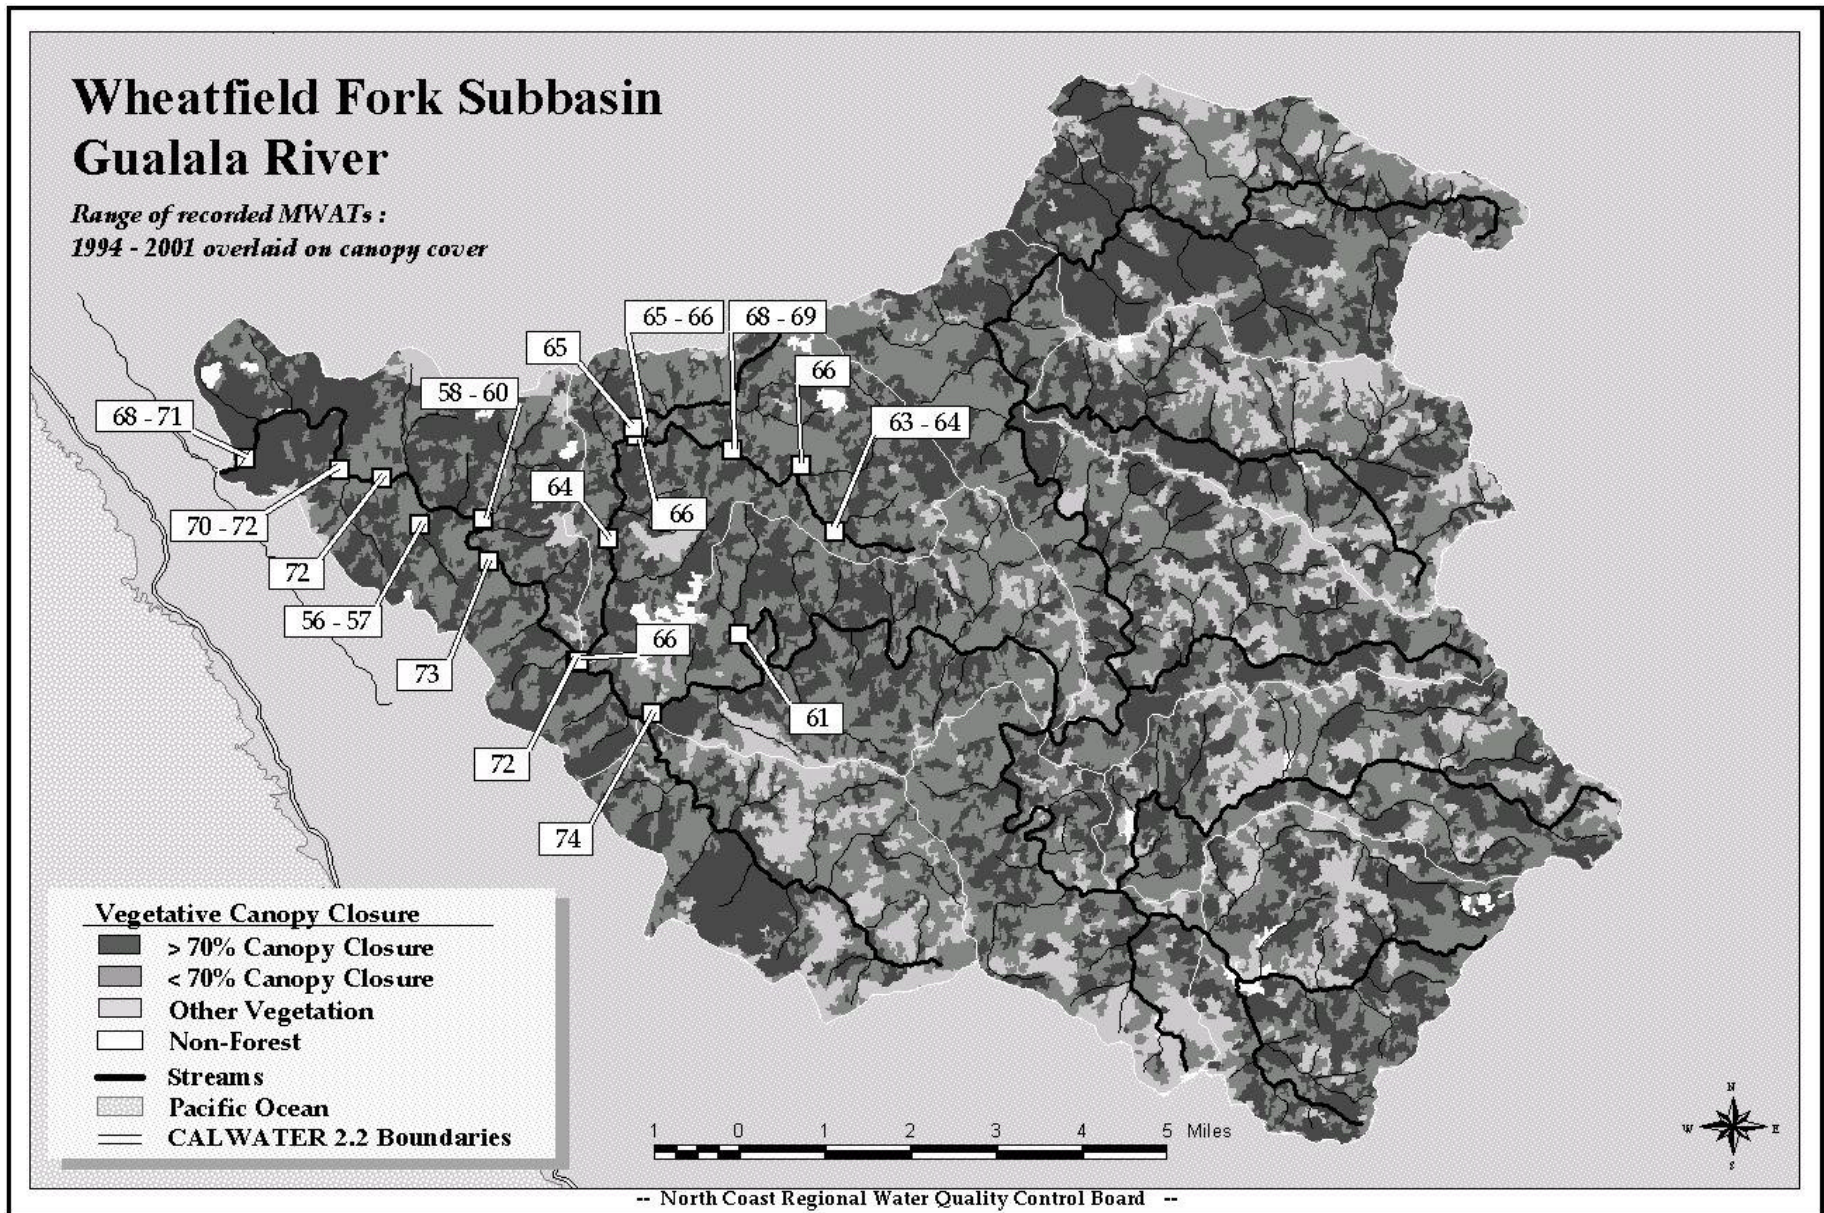 Wheatfield Fork Subbasin
Gualala River
Range of recorded MWATs :
1994 - 2001 overlaid on canopy cover
65 - 66
68 - 69
65
66
58 - 60
68 - 71
63 - 64
64
66
70 - 72
72
56 - 57
66
73
61
72
74
Vegetative Canopy Closure
> 70% Canopy Closure
< 70% Canopy Closure
Other Vegetation
Non-Forest
Streams
Pacific Ocean
CALWATER 2.2 Boundaries
1 0 1 2 3 4 5 Miles
N
W E
S
-- North Coast Regional Water Quality Control Board --